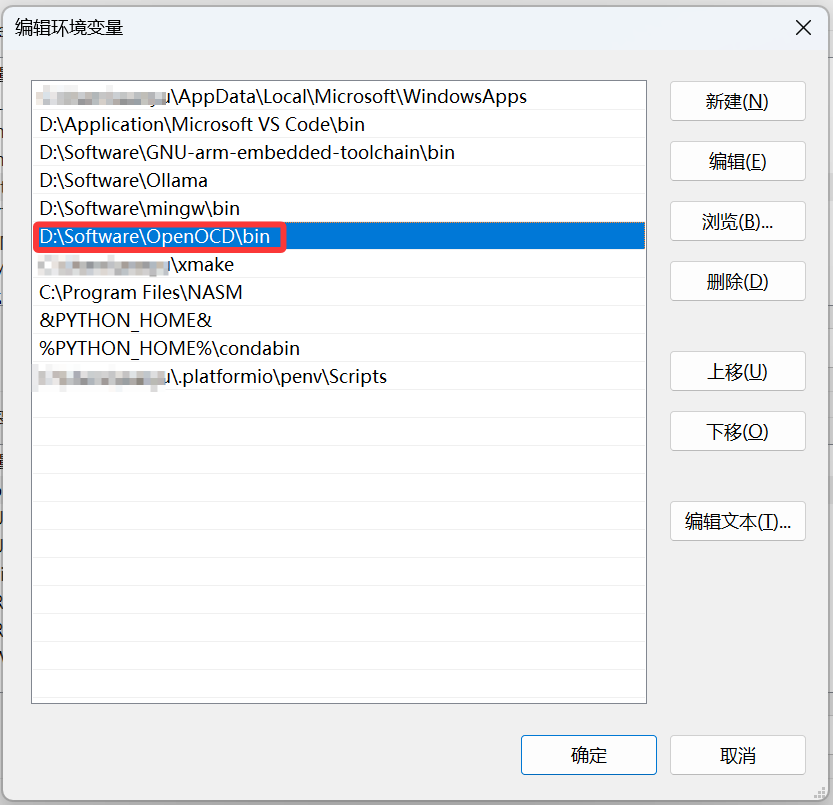 编辑环境变量
\AppData\Local\Microsoft\WindowsApps
D:\Application\Microsoft VS Code\bin
D:\Software\GNU-arm-embedded-toolchain\bin
D:\Software\Ollama
D:\Software\mingw\bin
D:\Software\OpenOCD\bin
\xmake
C:\Program Files\NASM
&PYTHON_HOME&
%PYTHON_HOME%\condabin
\.platformio\penv\Scripts
新建(N)
编辑(E)
浏览(B)...
删除(D)
上移(U)
下移(O)
编辑文本(T)...
确定
取消